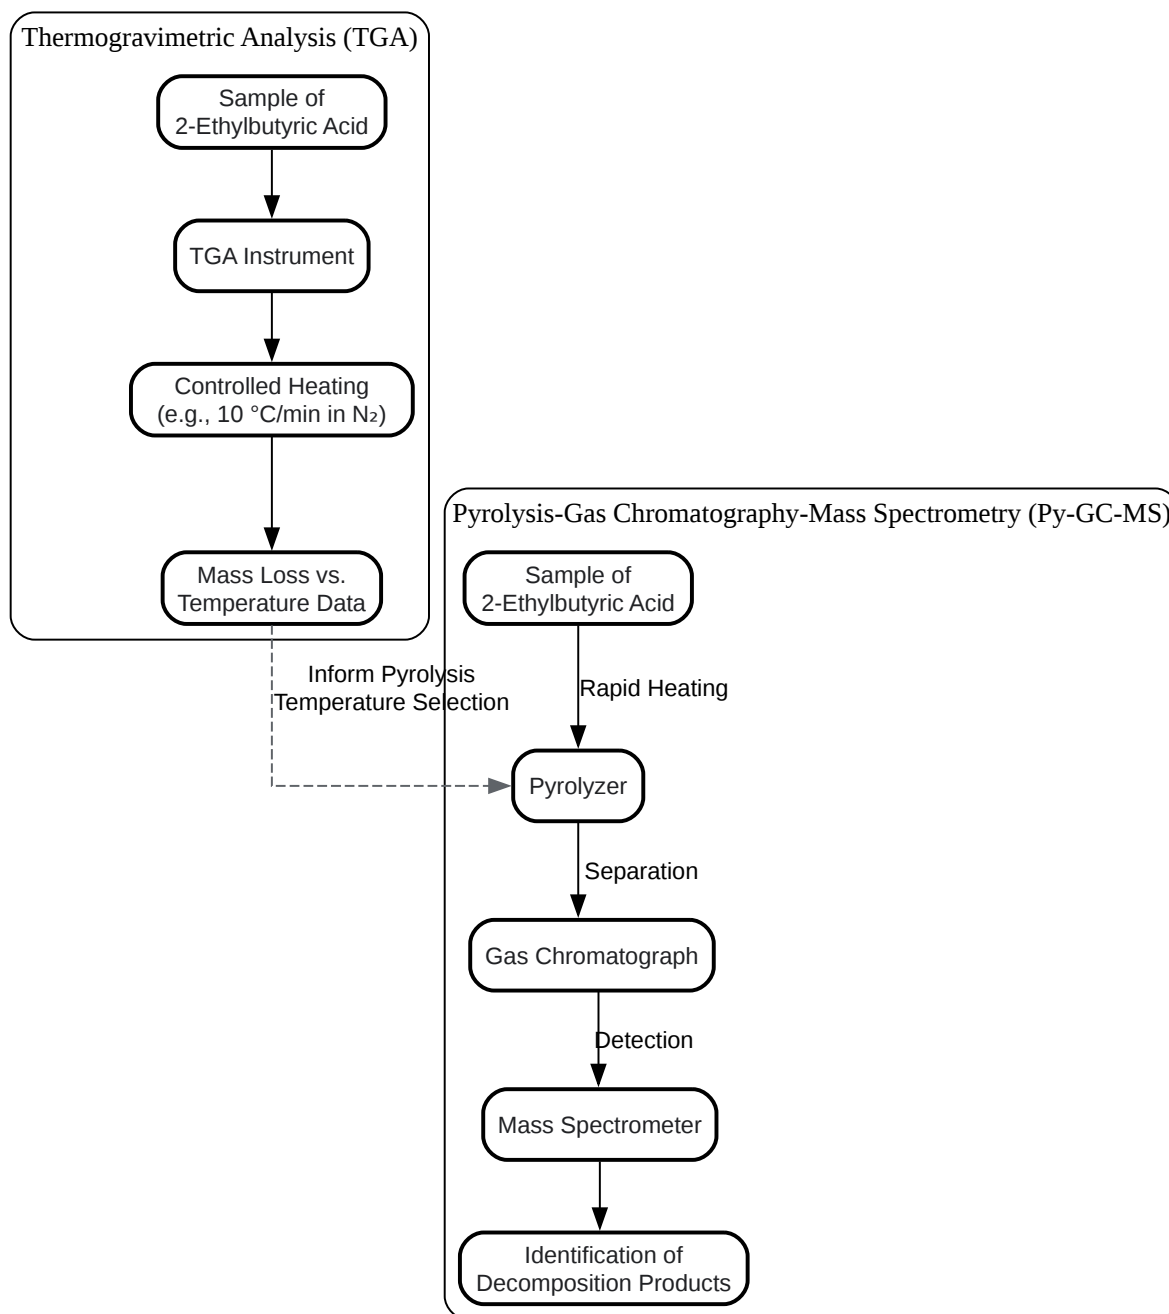 Thermogravimetric Analysis (TGA)
Sample of
2-Ethylbutyric Acid
TGA Instrument
Controlled Heating
(e.g., 10 °C/min in N₂)
Mass Loss vs.
Temperature Data
Inform Pyrolysis
Temperature Selection
Pyrolysis-Gas Chromatography-Mass Spectrometry (Py-GC-MS)
Sample of
2-Ethylbutyric Acid
Rapid Heating
Pyrolyzer
Separation
Gas Chromatograph
Detection
Mass Spectrometer
Identification of
Decomposition Products